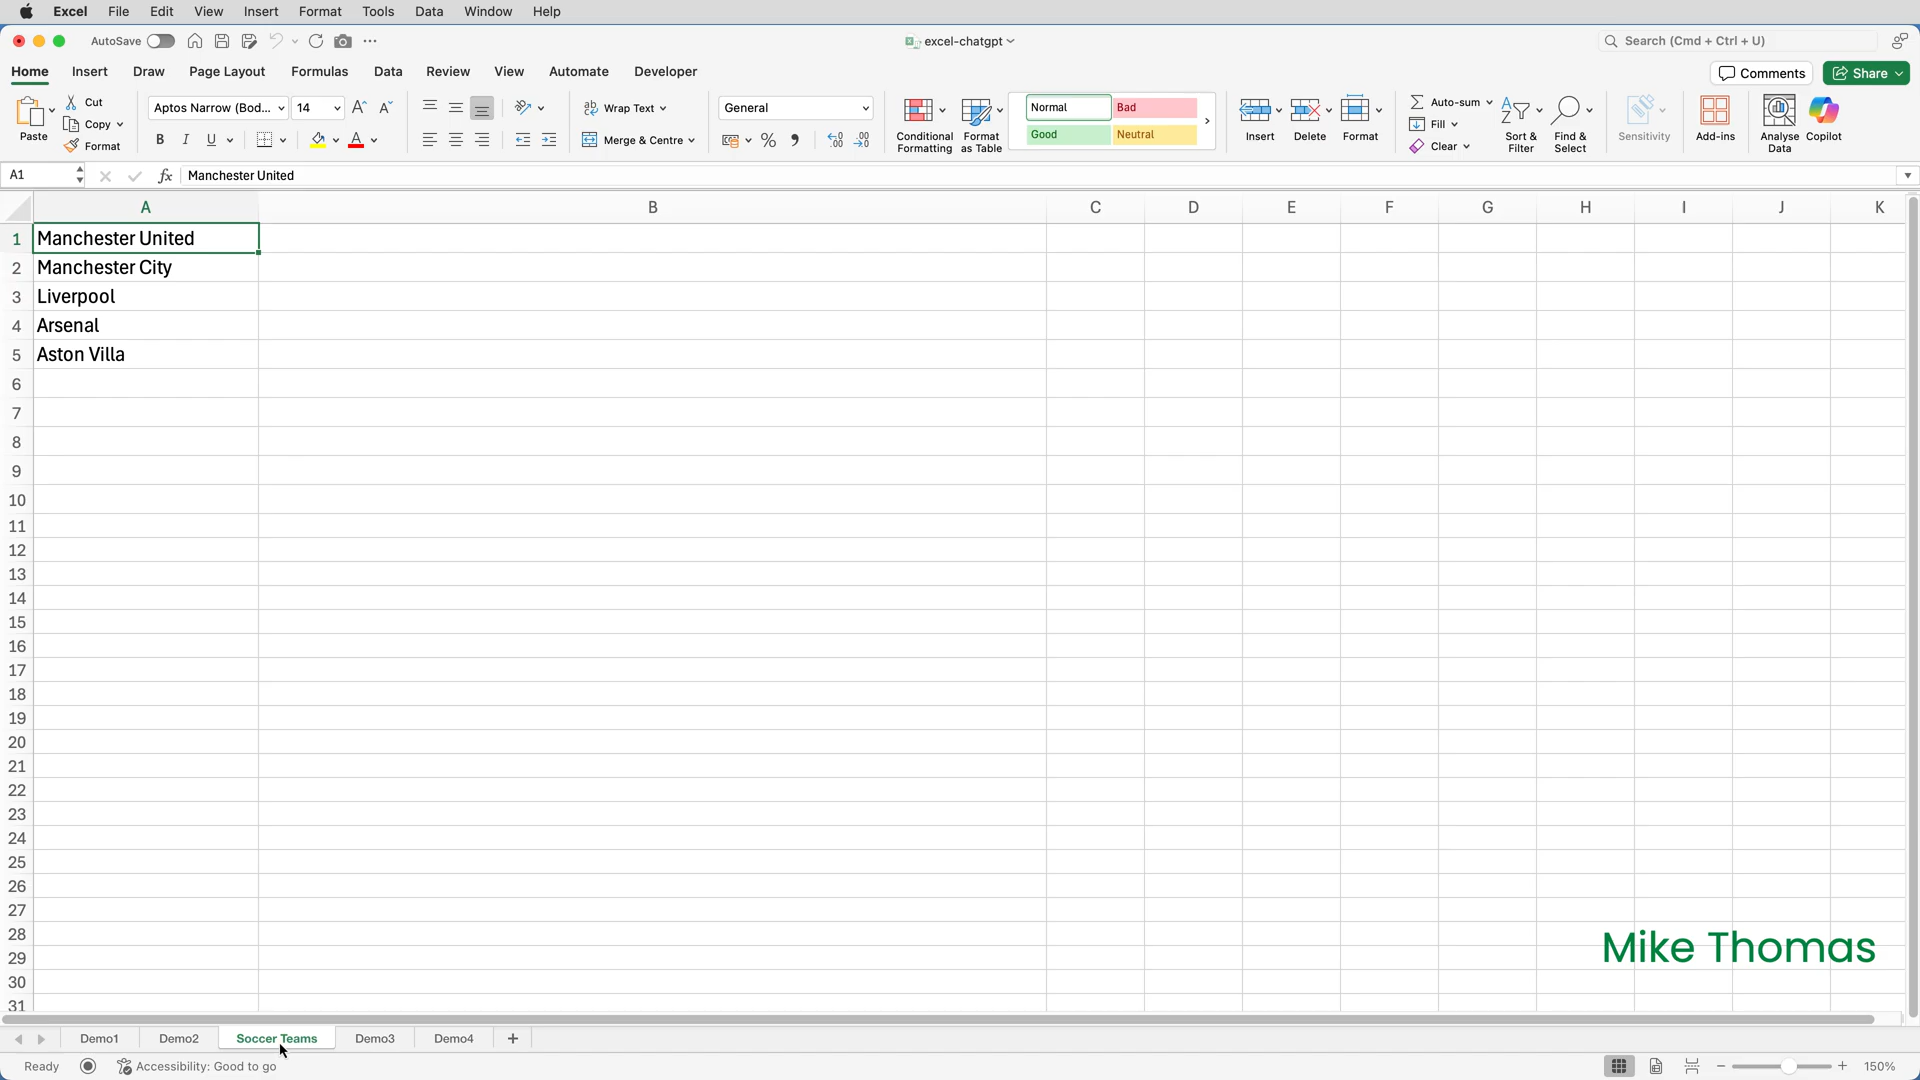 Excel File Edit View Insert Format Tools Data Window Help
AutoSave excel-chatgpt Search (Cmd + Ctrl + U)
Home Insert Draw Page Layout Formulas Data Review View Automate Developer Comments Share
Paste Cut Copy Format
Aptos Narrow (Bod... 14
B I U A
ab Wrap Text
Merge & Centre
General
% 9
Conditional Formatting
Format as Table
Normal Bad
Good Neutral
Insert Delete Format
Auto-sum
Fill
Clear
Sort & Filter
Find & Select
Sensitivity
Add-ins
Analyse Data
Copilot
A1 fx Manchester United
A B C D E F G H I J K
1 Manchester United
2 Manchester City
3 Liverpool
4 Arsenal
5 Aston Villa
6
7
8
9
10
11
12
13
14
15
16
17
18
19
20
21
22
23
24
25
26
27
28
29
30
31
Mike Thomas
Demo1 Demo2 Soccer Teams Demo3 Demo4 +
Ready Accessibility: Good to go 150%